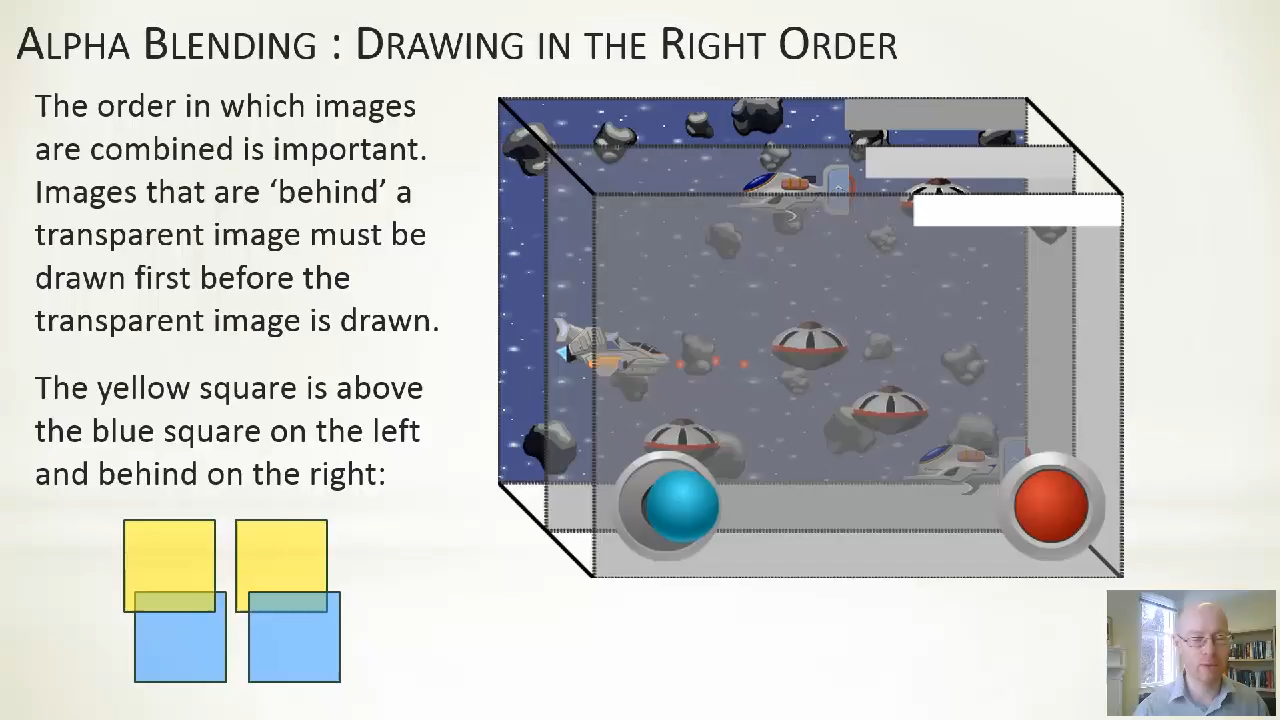 ALPHA BLENDING : DRAWING IN THE RIGHT ORDER
The order in which images
are combined is important.
Images that are ‘behind’ a
transparent image must be
drawn first before the
transparent image is drawn.
The yellow square is above
the blue square on the left
and behind on the right: